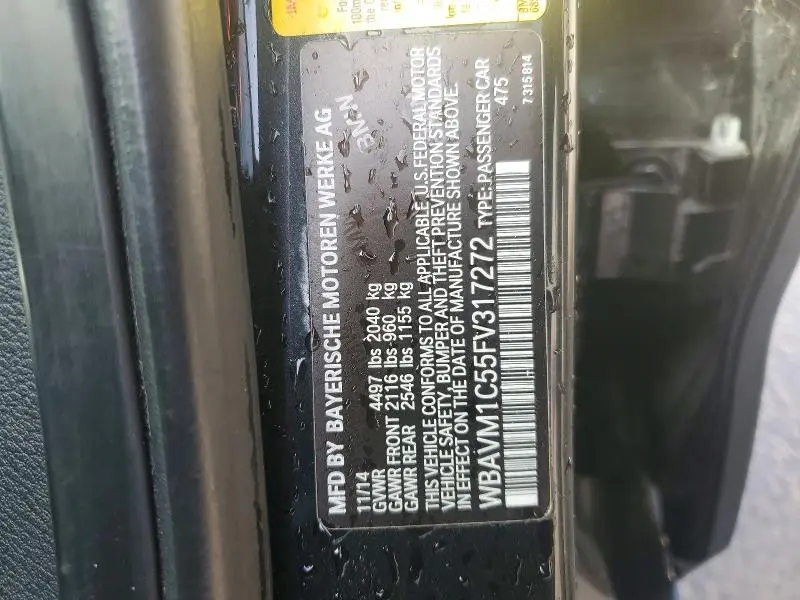 MFD BY BAYERISCHE MOTOREN WERKE AG
11/14
GVWR 4497 lbs 2040 kg
GAWR FRONT 2116 lbs 960 kg
GAWR REAR 2546 lbs 1155 kg
THIS VEHICLE CONFORMS TO ALL APPLICABLE U.S. FEDERAL MOTOR
VEHICLE SAFETY, BUMPER AND THEFT PREVENTION STANDARDS
IN EFFECT ON THE DATE OF MANUFACTURE SHOWN ABOVE.
WBAVM1C55FV317272 TYPE: PASSENGER CAR
475
7 315 814